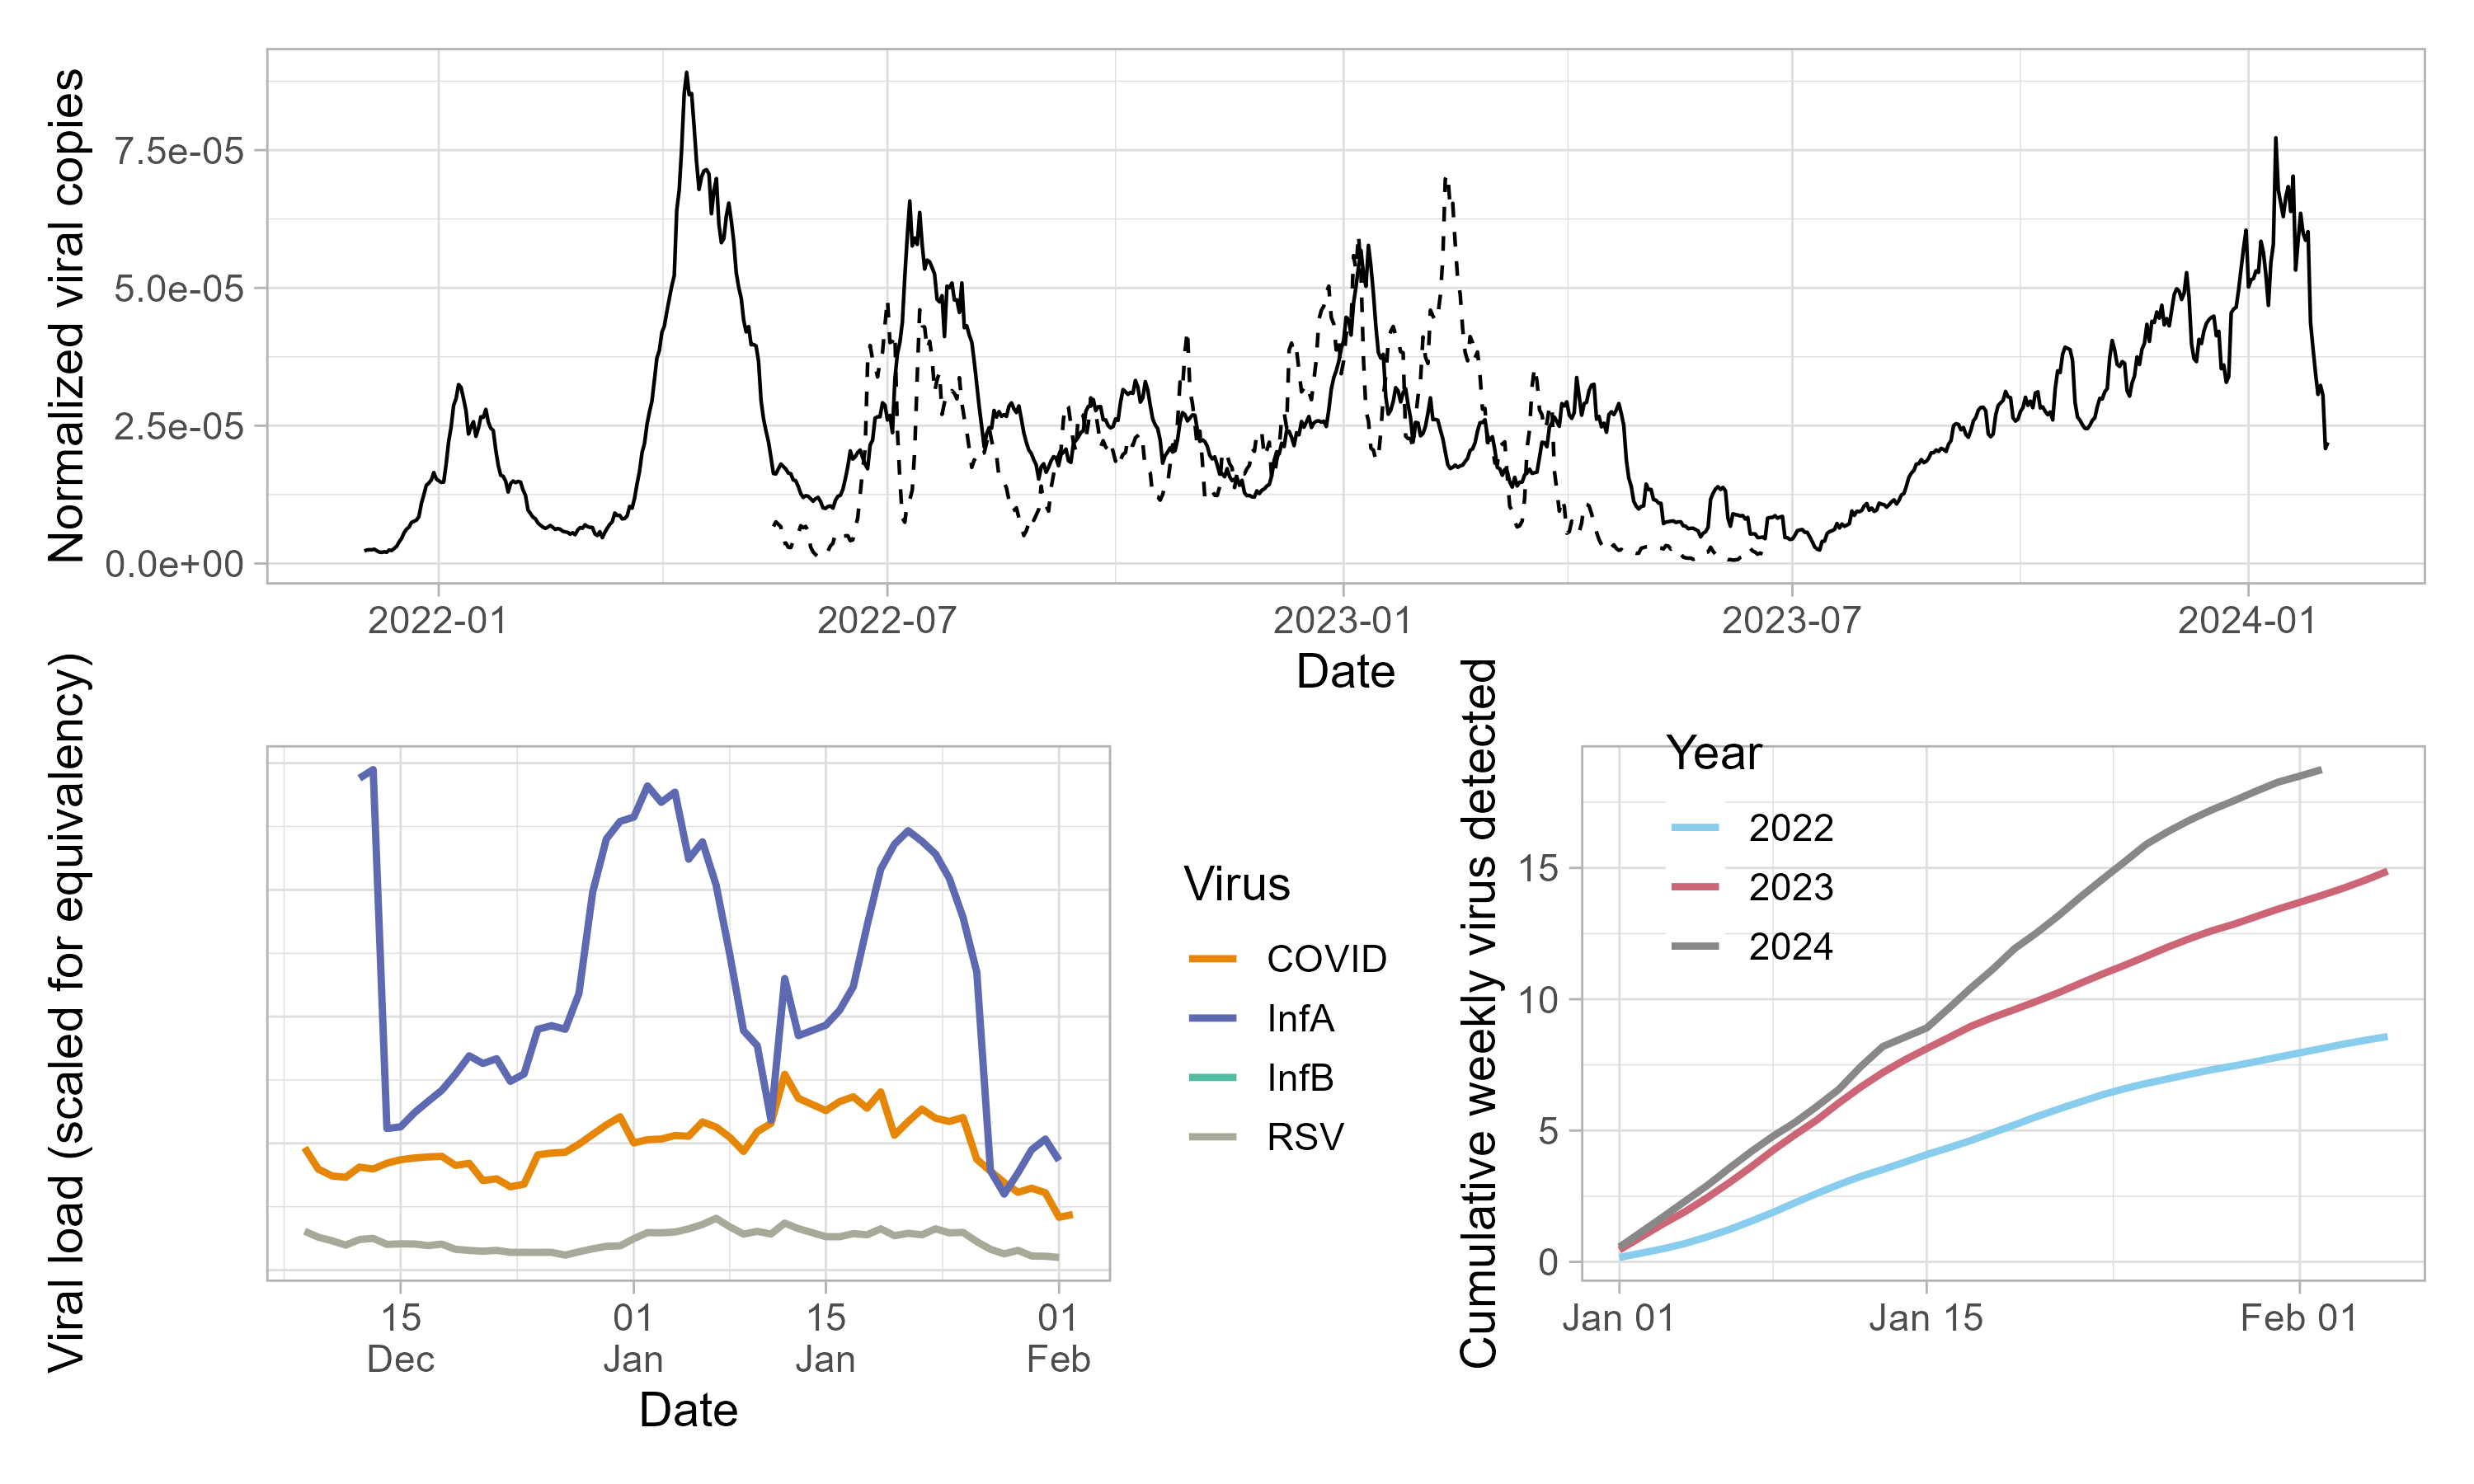 Normalized viral copies
7.5e-05
5.0e-05
2.5e-05
0.0e+00
2022-01
2022-07
2023-01
2023-07
2024-01
Date
Viral load (scaled for equivalency)
15
Dec
01
Jan
15
Jan
01
Feb
Date
Virus
COVID
InfA
InfB
RSV
Cumulative weekly virus detected
15
10
5
0
Year
2022
2023
2024
Jan 01
Jan 15
Feb 01